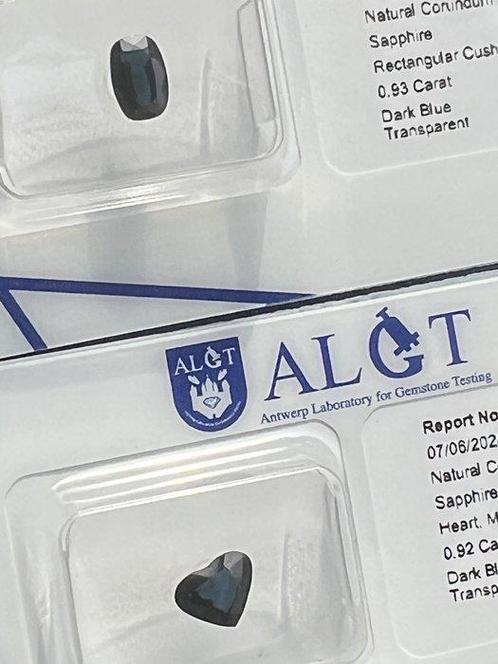 Natural Corundum
Sapphire
Rectangular Cush
0.93 Carat
Dark Blue
Transparent
ALGT
ALGT
Antwerp Laboratory for Gemstone Testing
Report No
07/06/202
Natural C
Sapphire
Heart. M
0.92 Ca
Dark Bl
Transp